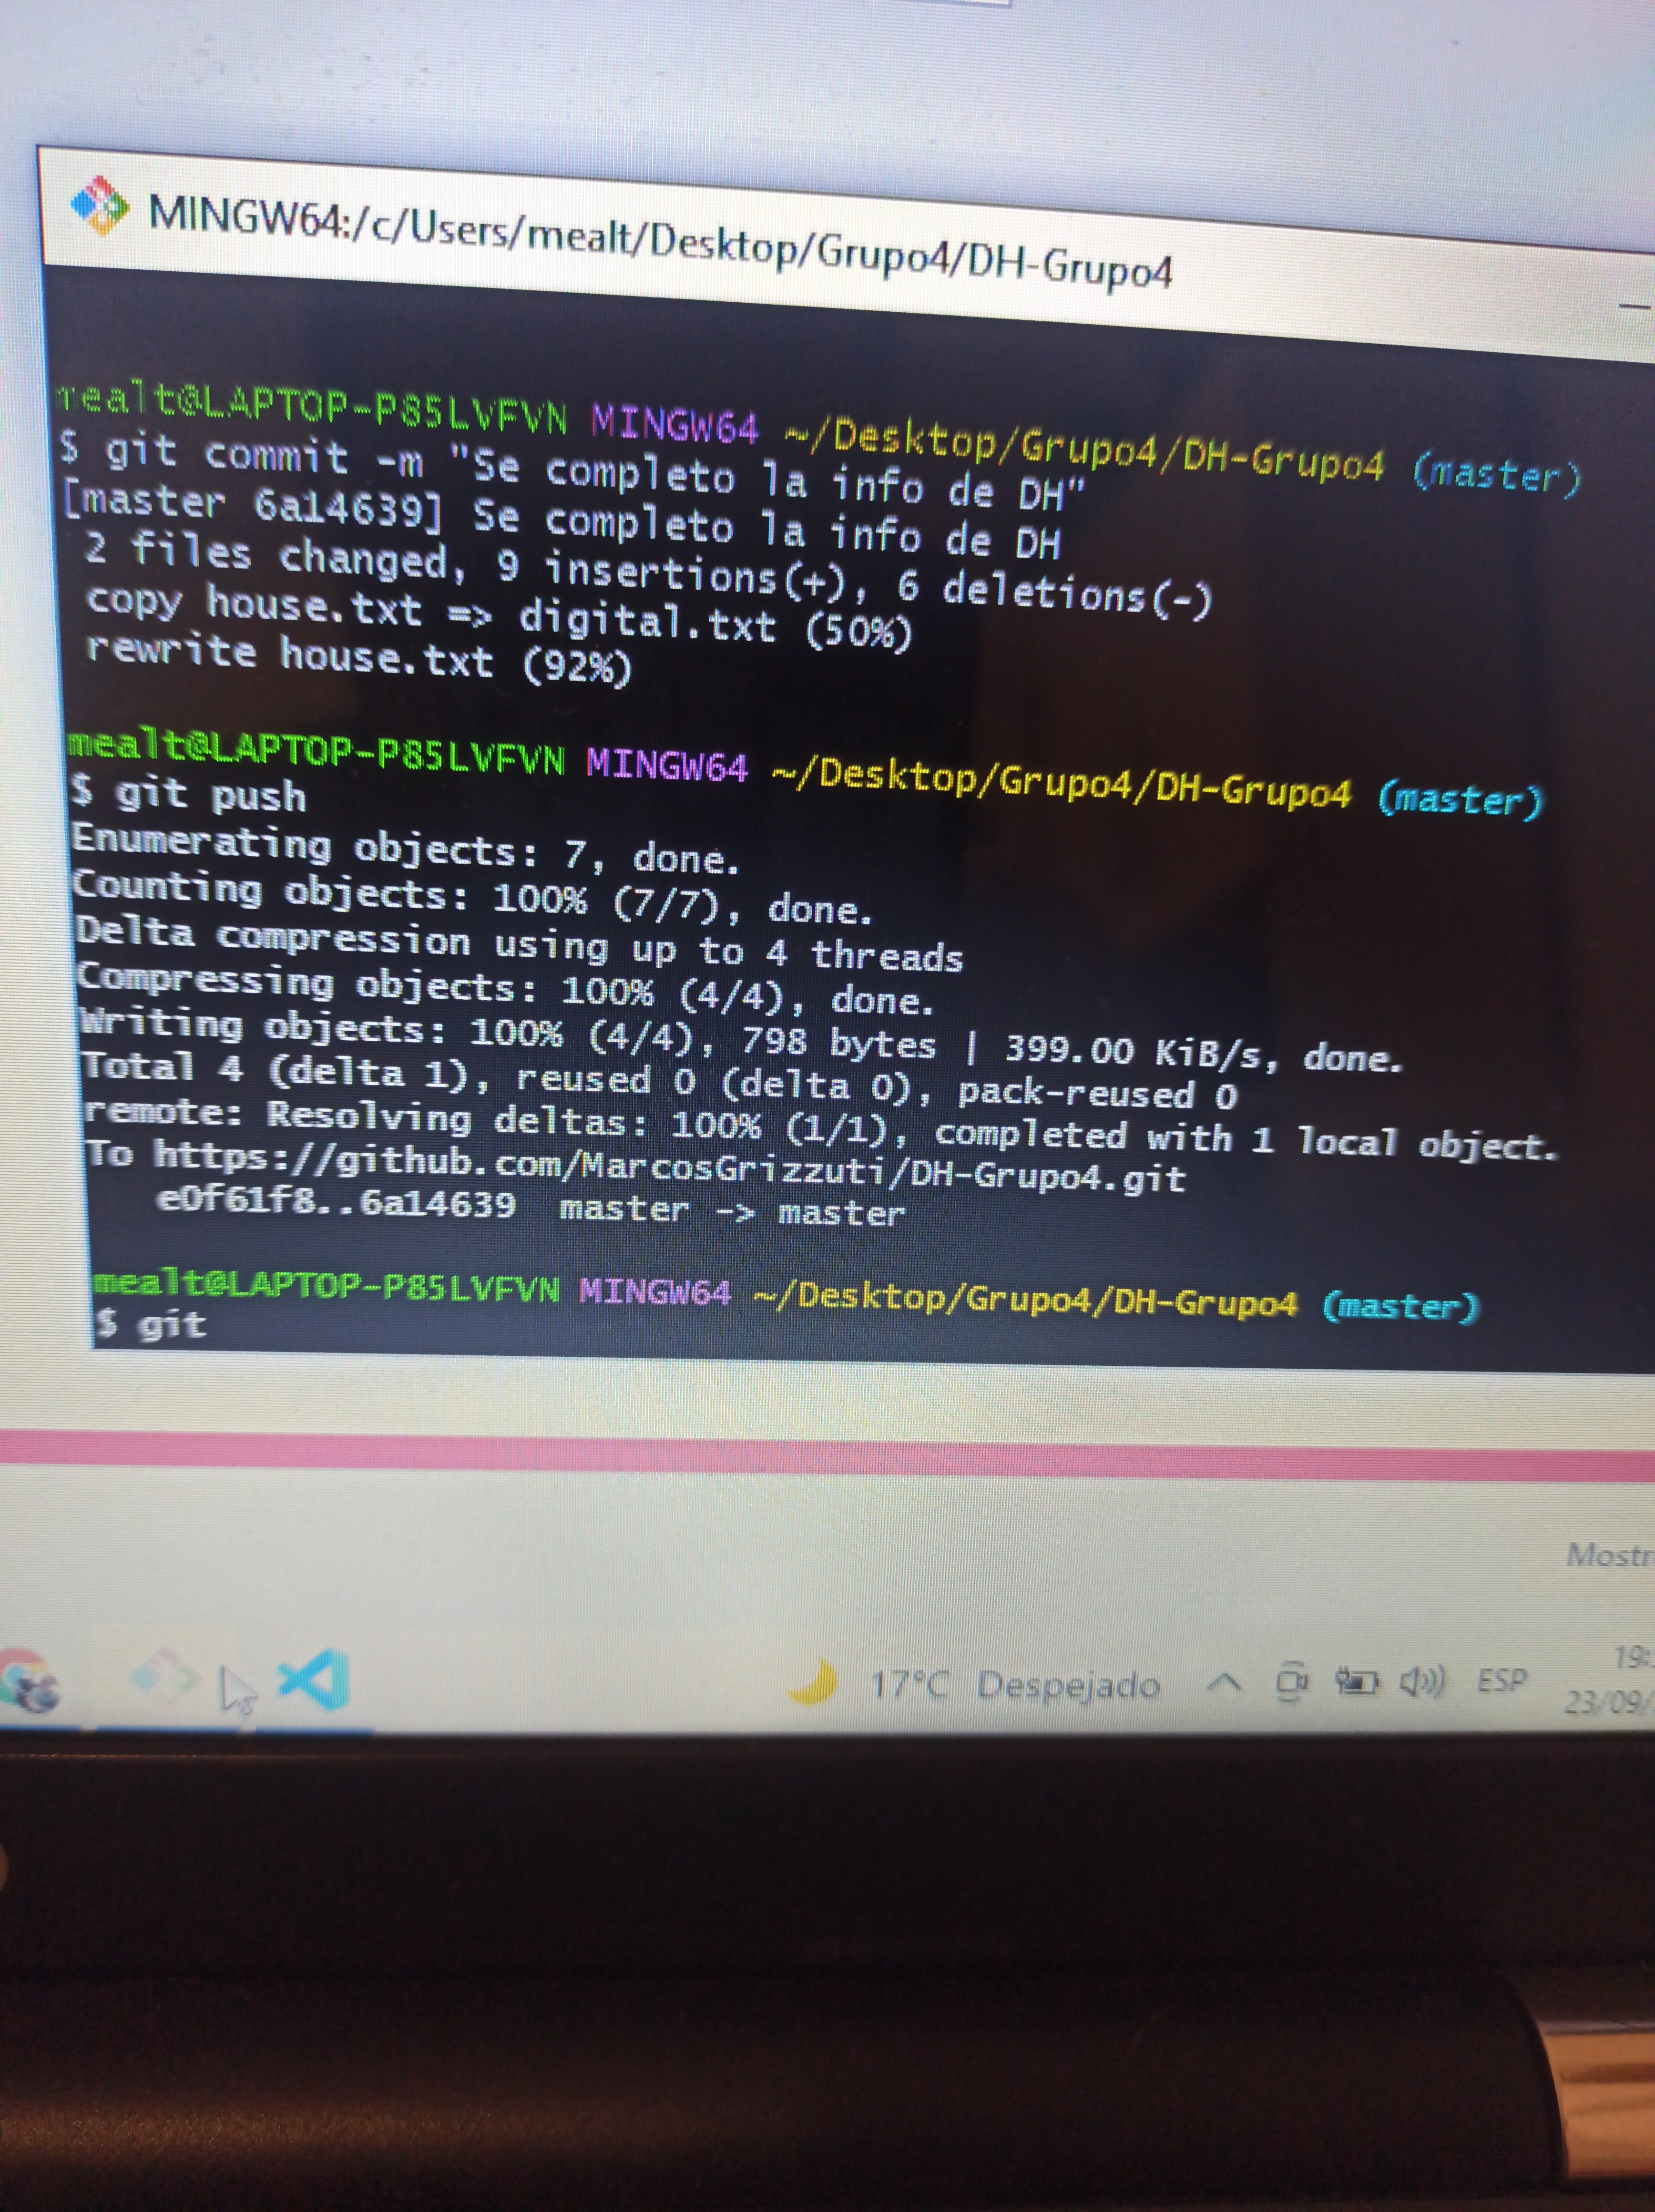 MINGW64:/c/Users/mealt/Desktop/Grupo4/DH-Grupo4
mealt@LAPTOP-P85LVFVN MINGW64 ~/Desktop/Grupo4/DH-Grupo4 (master)
$ git commit -m "Se completo la info de DH"
[master 6a14639] Se completo la info de DH
 2 files changed, 9 insertions(+), 6 deletions(-)
 copy house.txt => digital.txt (50%)
 rewrite house.txt (92%)
mealt@LAPTOP-P85LVFVN MINGW64 ~/Desktop/Grupo4/DH-Grupo4 (master)
$ git push
Enumerating objects: 7, done.
Counting objects: 100% (7/7), done.
Delta compression using up to 4 threads
Compressing objects: 100% (4/4), done.
Writing objects: 100% (4/4), 798 bytes | 399.00 KiB/s, done.
Total 4 (delta 1), reused 0 (delta 0), pack-reused 0
remote: Resolving deltas: 100% (1/1), completed with 1 local object.
To https://github.com/MarcosGrizzuti/DH-Grupo4.git
   e0f61f8..6a14639  master -> master
mealt@LAPTOP-P85LVFVN MINGW64 ~/Desktop/Grupo4/DH-Grupo4 (master)
$ git
Mostr
17°C Despejado ESP
19:
23/09/